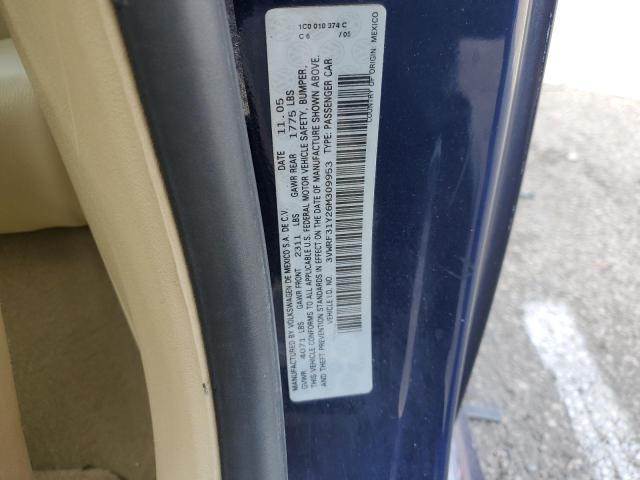 1C0 010 374 C
C 6 /05
MANUFACTURED BY VOLKSWAGEN DE MEXICO S.A. DE C.V. DATE 11.05
GVWR 4071 LBS GAWR FRONT 2311 LBS GAWR REAR 1775 LBS
THIS VEHICLE CONFORMS TO ALL APPLICABLE U.S. FEDERAL MOTOR VEHICLE SAFETY, BUMPER,
AND THEFT PREVENTION STANDARDS IN EFFECT ON THE DATE OF MANUFACTURE SHOWN ABOVE.
VEHICLE I.D. NO. 3VWRF31Y26M309953 TYPE: PASSENGER CAR
COUNTRY OF ORIGIN: MEXICO